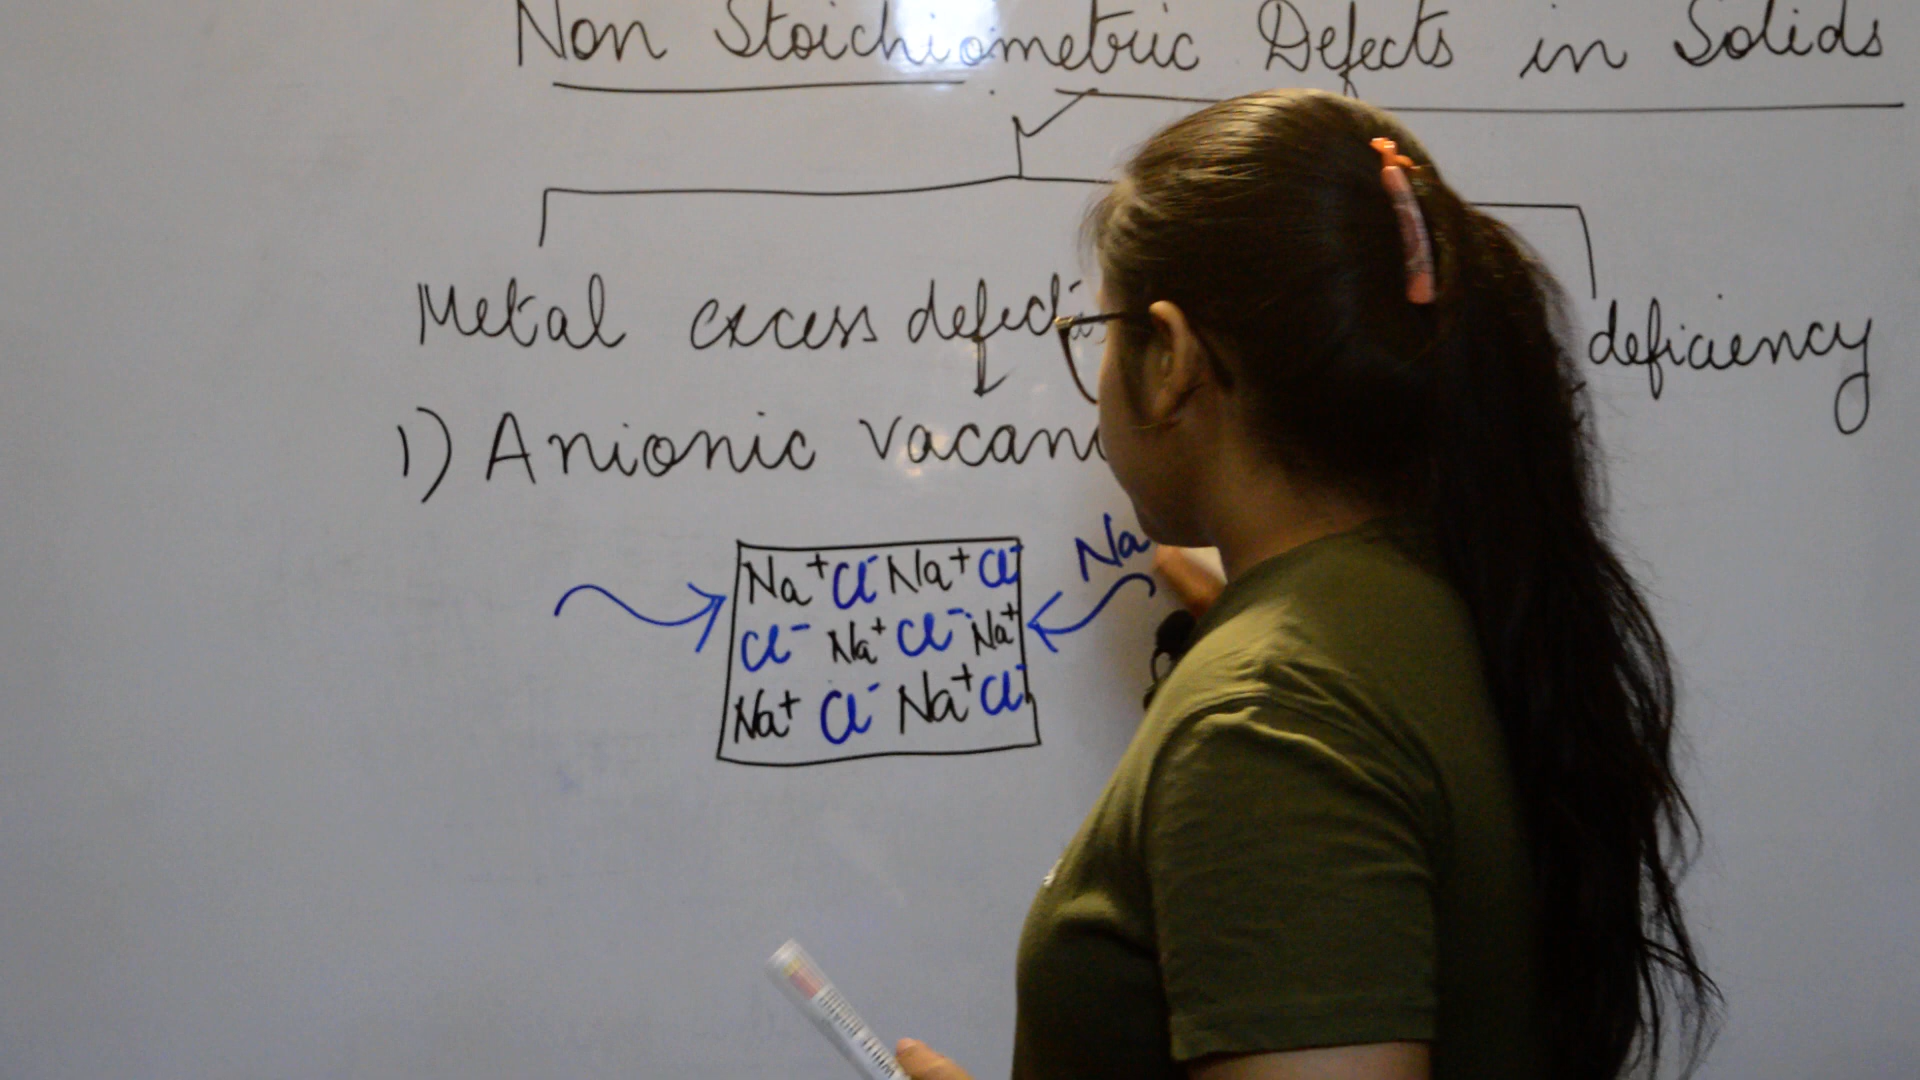 Non Stoichiometric Defects in Solids
Metal excess defect deficiency
1) Anionic vacan
Na
Na+ Cl- Na+ Cl-
Cl- Na+ Cl- Na+
Na+ Cl- Na+ Cl-